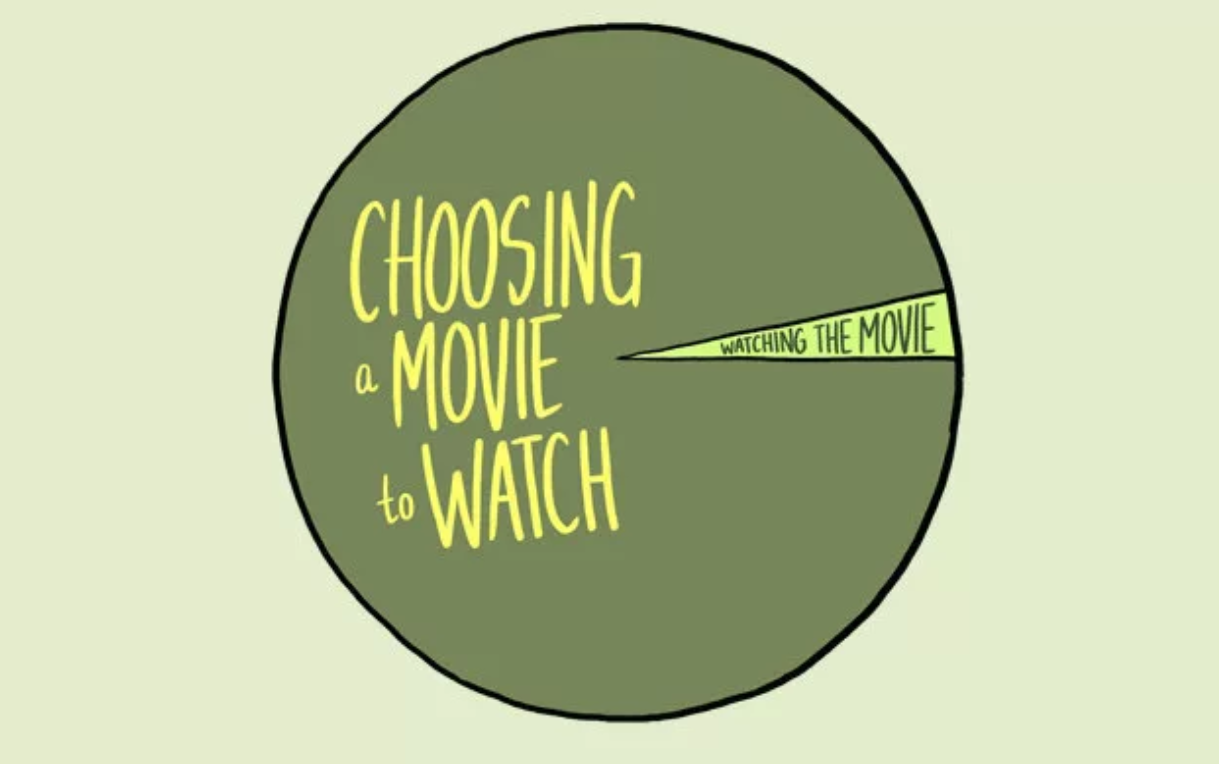 CHOOSING
a MOVIE
to WATCH
WATCHING THE MOVIE